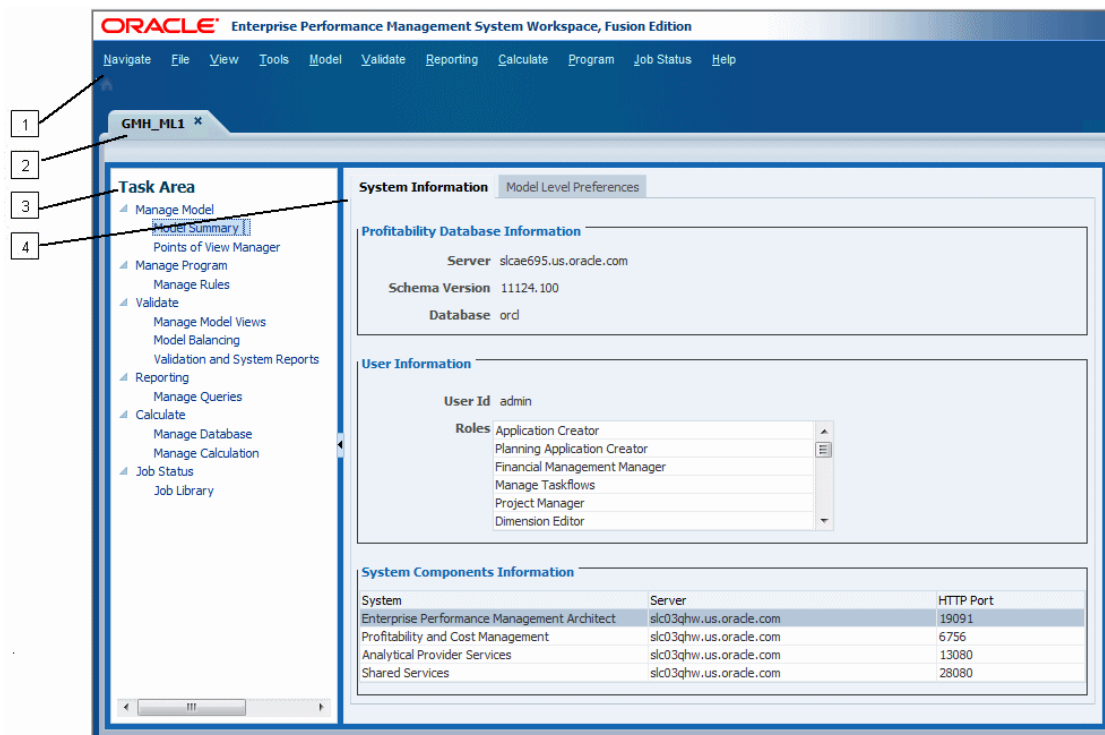 ORACLE Enterprise Performance Management System Workspace, Fusion Edition
Navigate File View Tools Model Validate Reporting Calculate Program Job Status Help
1
GMH_ML1 ×
2
3
4
Task Area
Manage Model
Model Summary
Points of View Manager
Manage Program
Manage Rules
Validate
Manage Model Views
Model Balancing
Validation and System Reports
Reporting
Manage Queries
Calculate
Manage Database
Manage Calculation
Job Status
Job Library
System Information Model Level Preferences
Profitability Database Information
Server slcae695.us.oracle.com
Schema Version 11124.100
Database orcl
User Information
User Id admin
Roles Application Creator
Planning Application Creator
Financial Management Manager
Manage Taskflows
Project Manager
Dimension Editor
System Components Information
System Server HTTP Port
Enterprise Performance Management Architect slc03qhw.us.oracle.com 19091
Profitability and Cost Management slc03qhw.us.oracle.com 6756
Analytical Provider Services slc03qhw.us.oracle.com 13080
Shared Services slc03qhw.us.oracle.com 28080